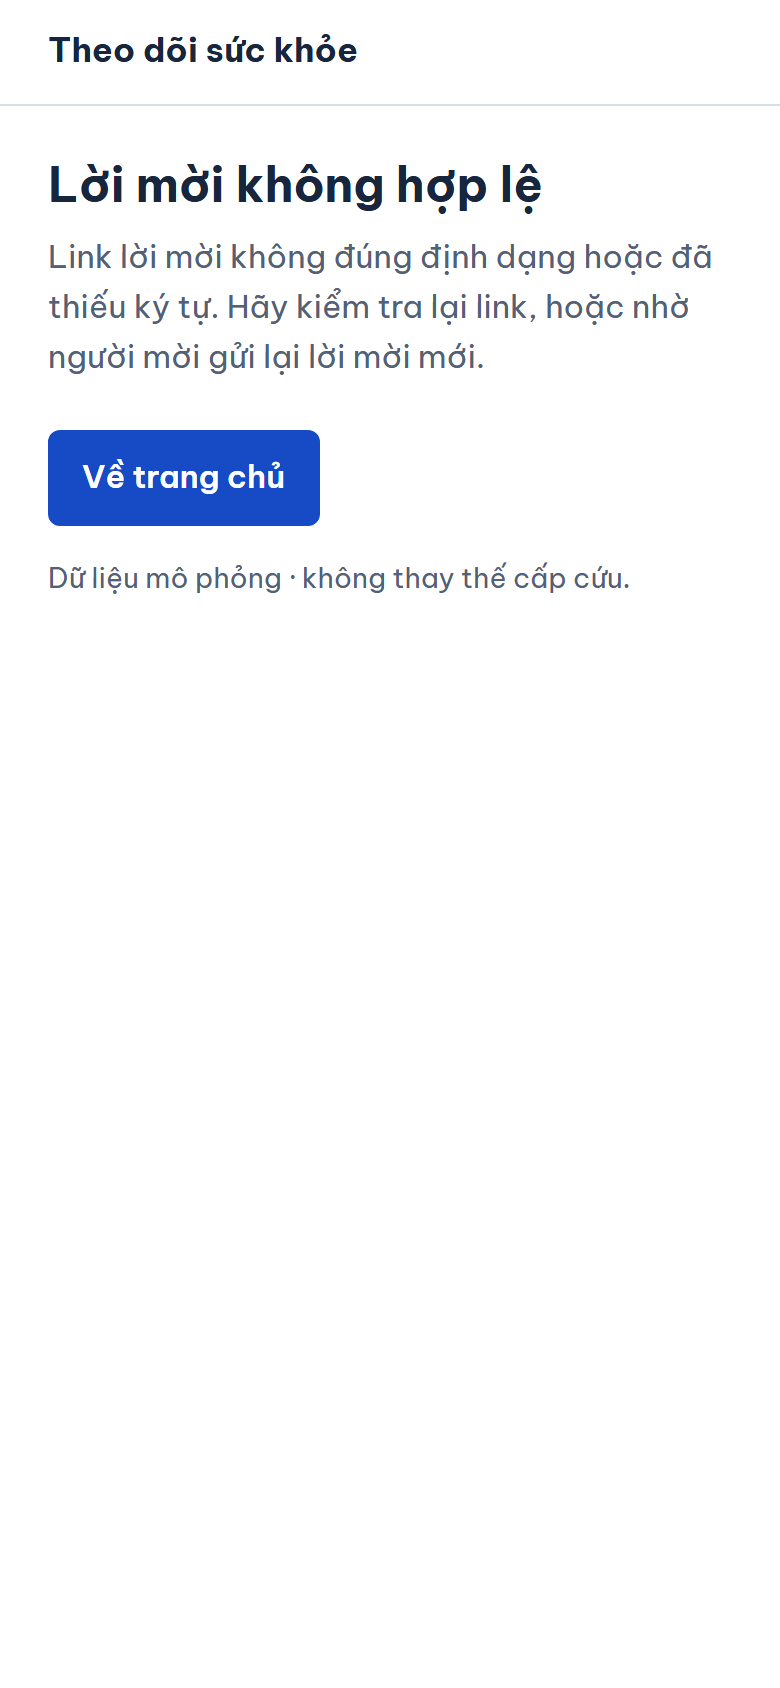 Theo dõi sức khỏe
Lời mời không hợp lệ
Link lời mời không đúng định dạng hoặc đã
thiếu ký tự. Hãy kiểm tra lại link, hoặc nhờ
người mời gửi lại lời mời mới.
Về trang chủ
Dữ liệu mô phỏng · không thay thế cấp cứu.